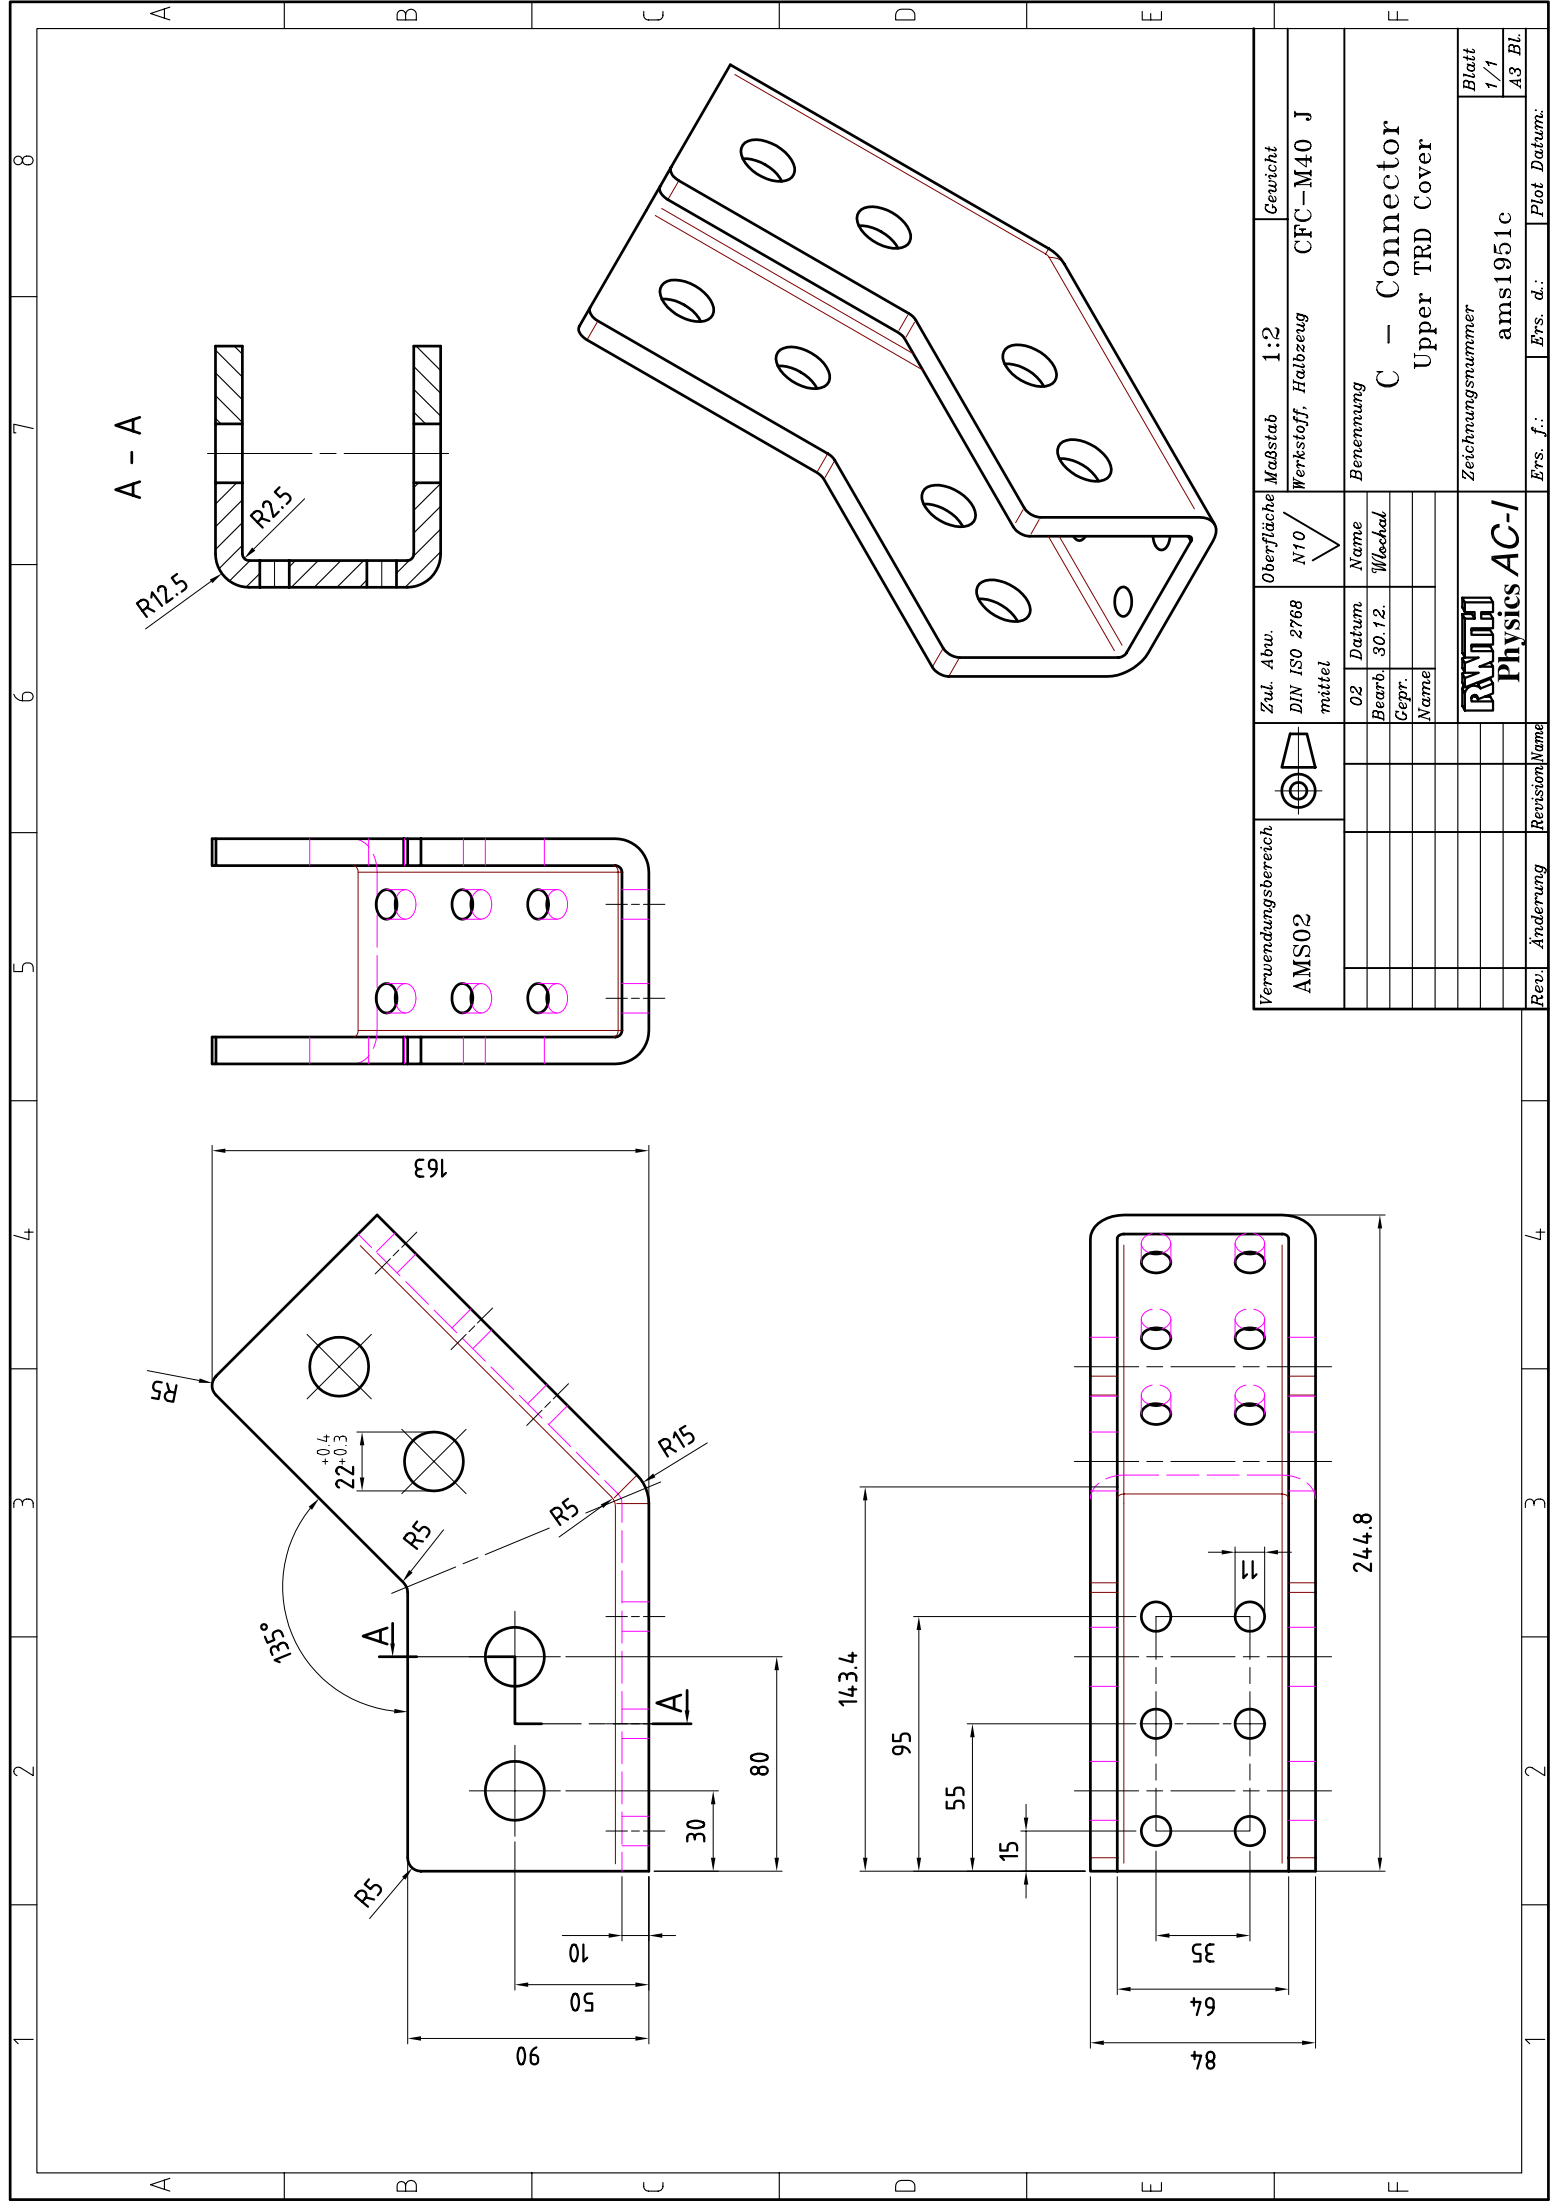 1
2
3
4
5
6
7
8
A
B
C
D
E
F
A - A
R12.5
R2.5
163
R5
22 +0.4 +0.3
135°
R5
R5
R15
R5
A
A
80
30
10
50
90
143.4
95
55
15
11
244.8
35
64
84
Verwendungsbereich
AMS02
Zul. Abw.
DIN ISO 2768
mittel
Oberfläche
N10
Maßstab 1:2
Gewicht
Werkstoff, Halbzeug CFC-M40 J
02 Datum Name
Bearb. 30.12. Wlochal
Gepr.
Name
Benennung
C - Connector
Upper TRD Cover
RWTH
Physics AC-I
Zeichnungsnummer
ams1951c
Blatt
1/1
A3 Bl.
Rev. Änderung Revision Name Ers. f.: Ers. d.: Plot Datum:
1
2
3
4
A
B
C
D
E
F